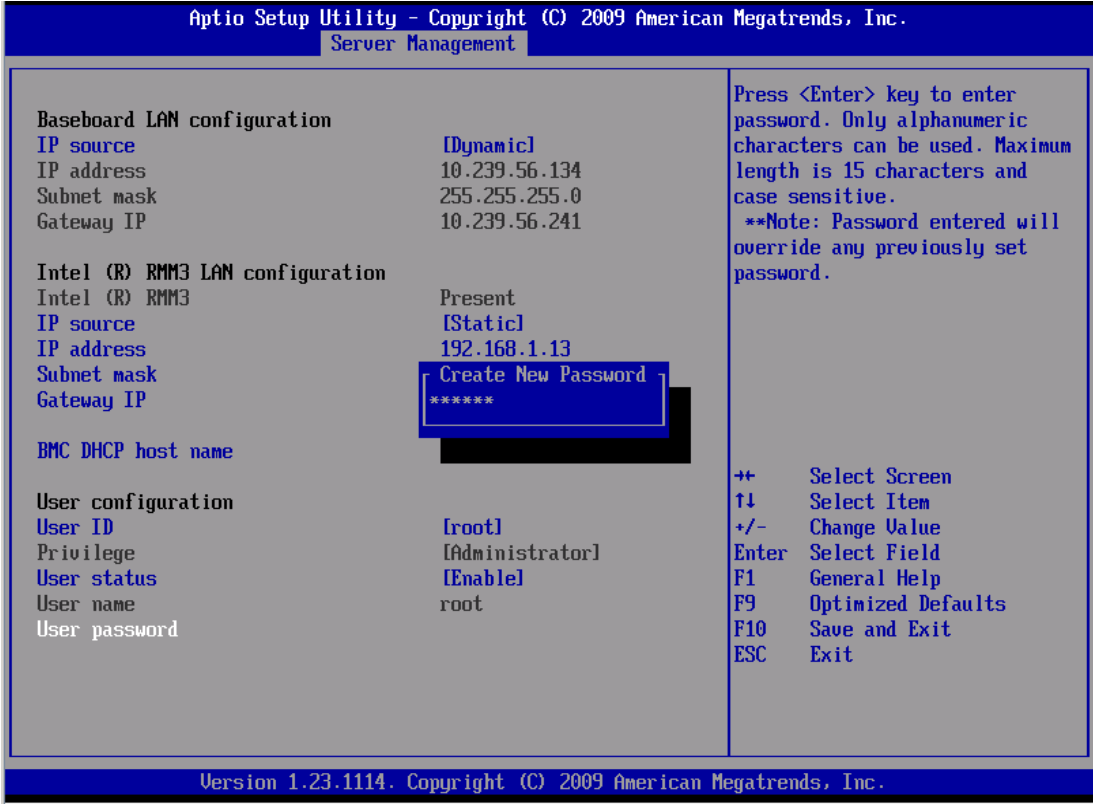 Aptio Setup Utility - Copyright (C) 2009 American Megatrends, Inc.
Server Management
Baseboard LAN configuration
IP source [Dynamic]
IP address 10.239.56.134
Subnet mask 255.255.255.0
Gateway IP 10.239.56.241
Intel (R) RMM3 LAN configuration
Intel (R) RMM3 Present
IP source [Static]
IP address 192.168.1.13
Subnet mask
Gateway IP
Create New Password
******
BMC DHCP host name
User configuration
User ID [root]
Privilege [Administrator]
User status [Enable]
User name root
User password
Press <Enter> key to enter
password. Only alphanumeric
characters can be used. Maximum
length is 15 characters and
case sensitive.
**Note: Password entered will
override any previously set
password.
→← Select Screen
↑↓ Select Item
+/- Change Value
Enter Select Field
F1 General Help
F9 Optimized Defaults
F10 Save and Exit
ESC Exit
Version 1.23.1114. Copyright (C) 2009 American Megatrends, Inc.